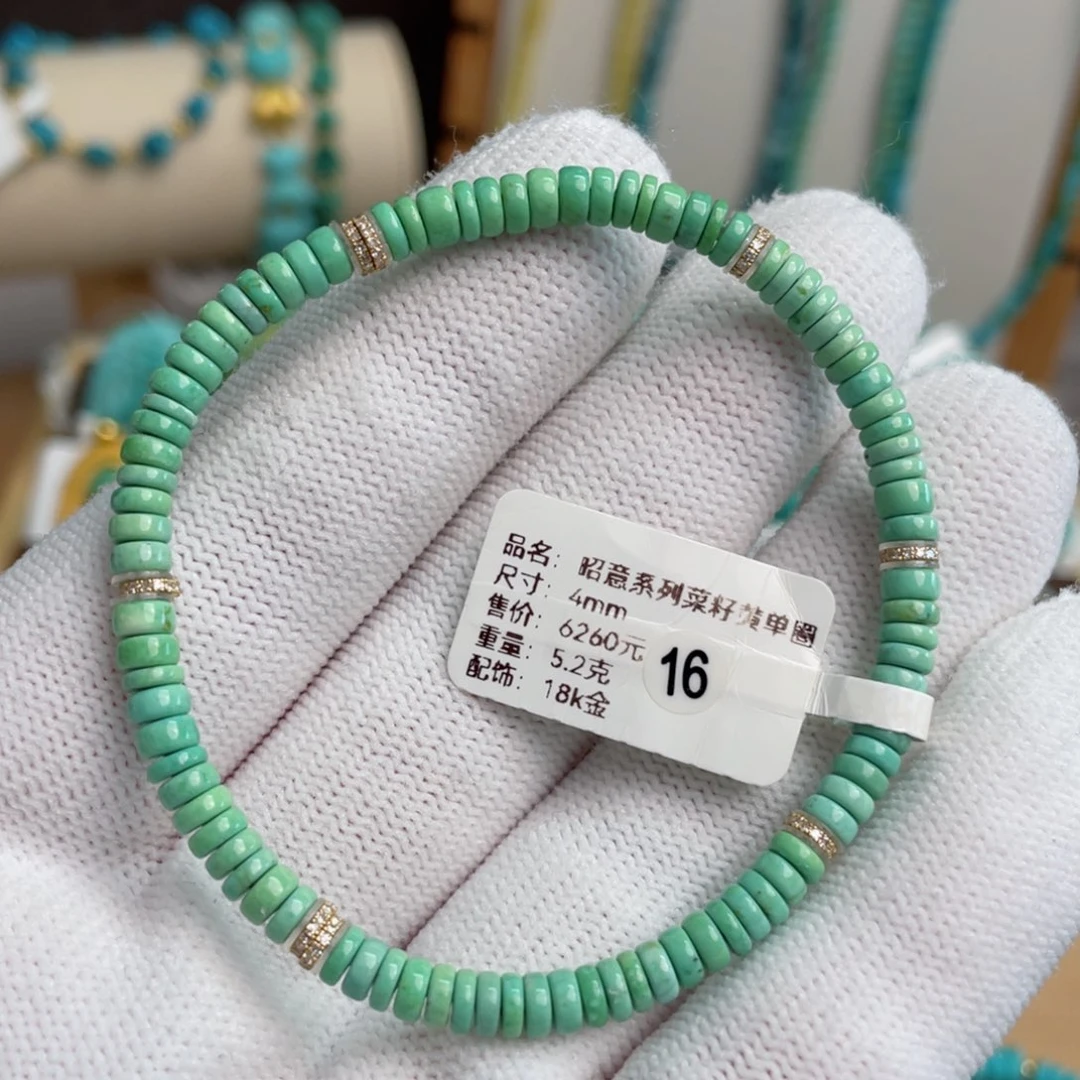 品名: 昭意系列菜籽黄单圈
尺寸: 4mm
售价: 6260元
重量: 5.2克
配饰: 18k金
16